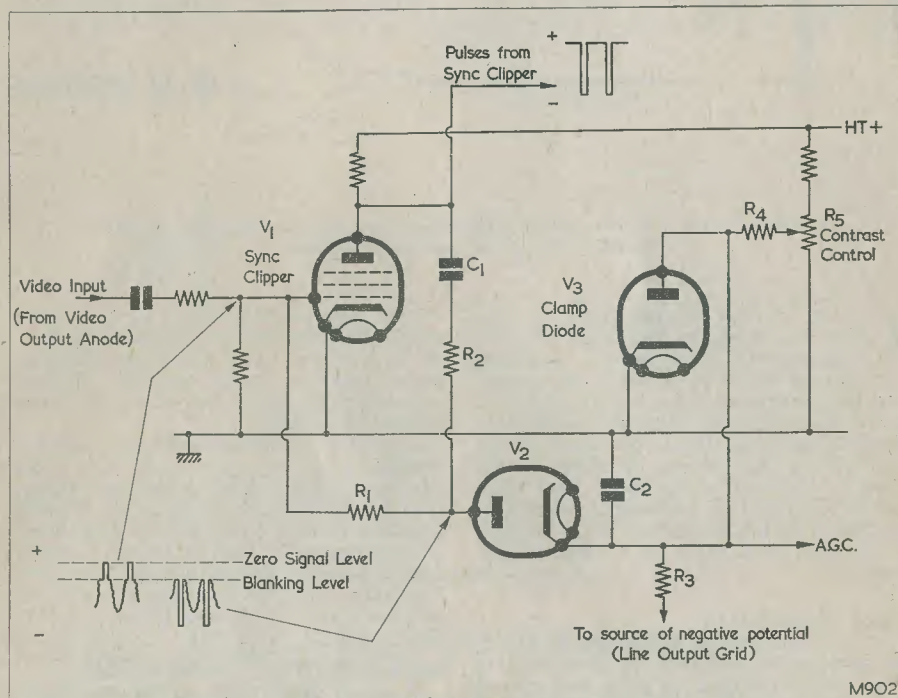 +
Pulses from
Sync Clipper
−
HT+
V₁
Sync
Clipper
R₄
R₅
Contrast
Control
C₁
V₃
Clamp
Diode
Video Input
(From Video
Output Anode)
R₂
V₂
C₂
R₁
+
Zero Signal Level
Blanking Level
−
A.G.C.
R₃
To source of negative potential
(Line Output Grid)
M902